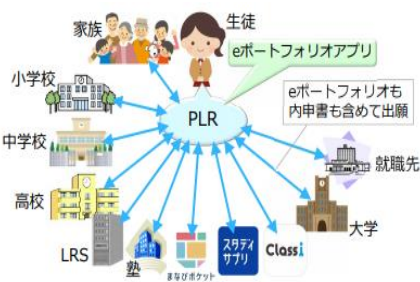 家族
生徒
eポートフォリオアプリ
小学校
PLR
eポートフォリオも
内申書も含めて出願
中学校
就職先
高校
大学
LRS
塾
まなびポケット
スタディ
サプリ
Classi